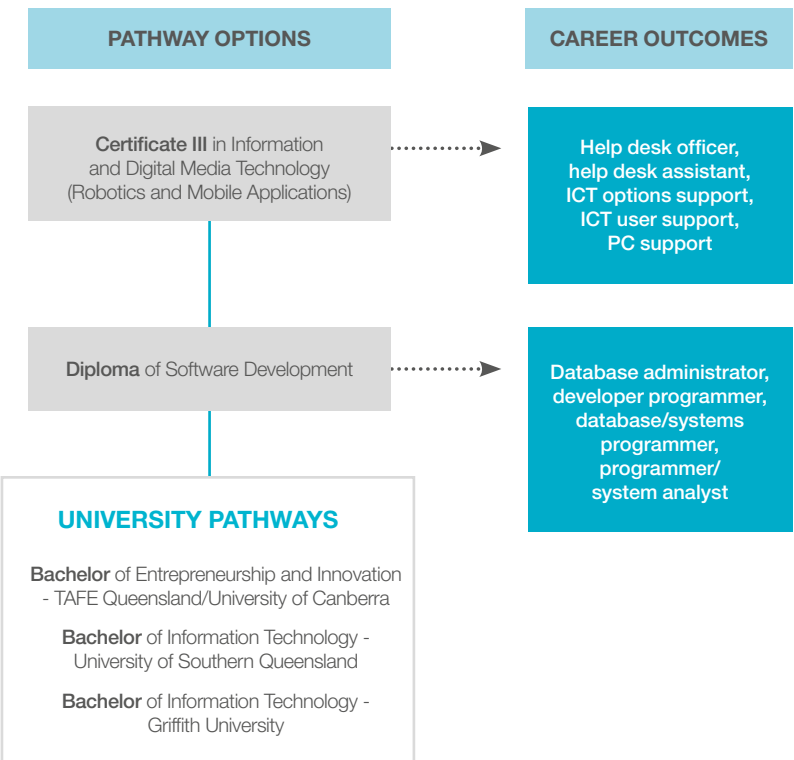 PATHWAY OPTIONS
CAREER OUTCOMES
Certificate III in Information
and Digital Media Technology
(Robotics and Mobile Applications)
Help desk officer,
help desk assistant,
ICT options support,
ICT user support,
PC support
Diploma of Software Development
Database administrator,
developer programmer,
database/systems
programmer,
programmer/
system analyst
UNIVERSITY PATHWAYS
Bachelor of Entrepreneurship and Innovation
- TAFE Queensland/University of Canberra
Bachelor of Information Technology -
University of Southern Queensland
Bachelor of Information Technology -
Griffith University